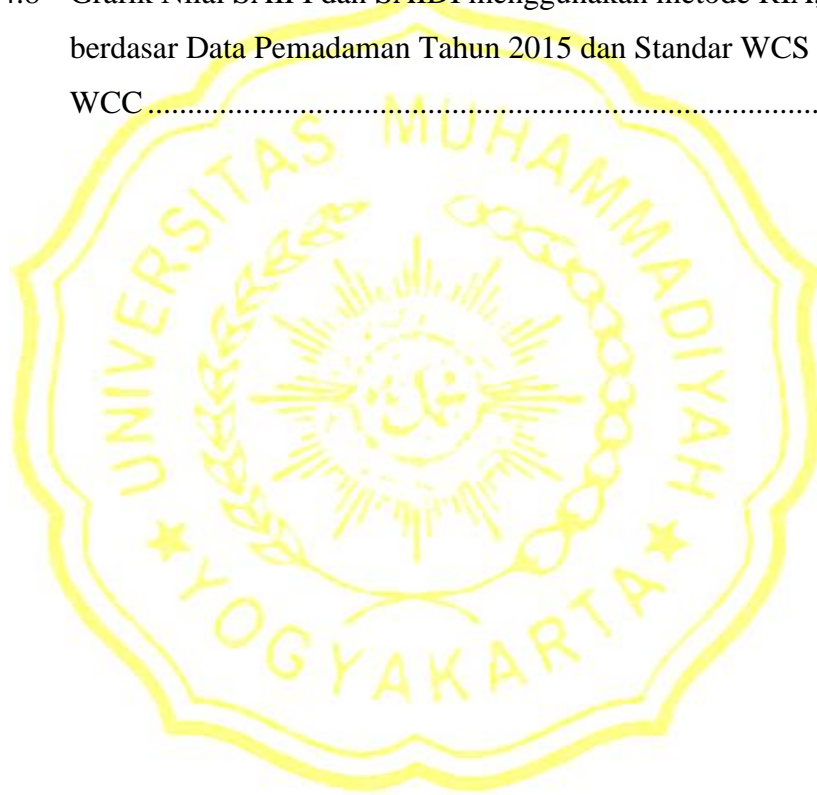 Grafik Nilai SAIFI dan SAIDI menggunakan metode RIA,
berdasar Data Pemadaman Tahun 2015 dan Standar WCS
WCC...................................................................................
UNIVERSITAS MUHAMMADIYAH
YOGYAKARTA